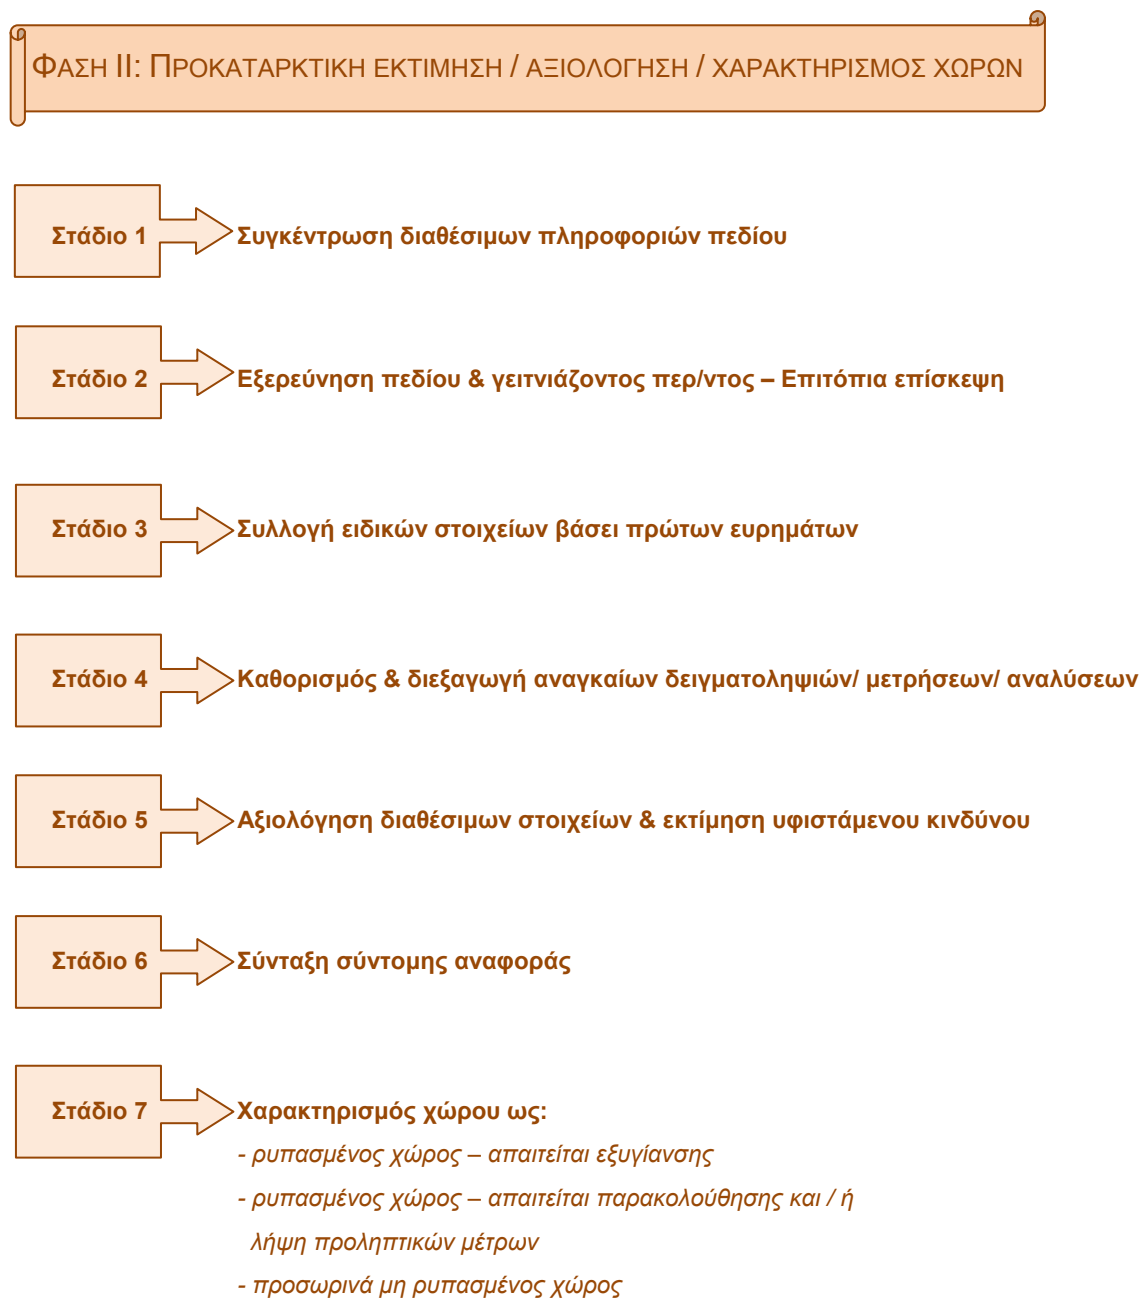 ΦΑΣΗ ΙΙ: ΠΡΟΚΑΤΑΡΚΤΙΚΗ ΕΚΤΙΜΗΣΗ / ΑΞΙΟΛΟΓΗΣΗ / ΧΑΡΑΚΤΗΡΙΣΜΟΣ ΧΩΡΩΝ
Στάδιο 1 Συγκέντρωση διαθέσιμων πληροφοριών πεδίου
Στάδιο 2 Εξερεύνηση πεδίου & γειτνιάζοντος περ/ντος – Επιτόπια επίσκεψη
Στάδιο 3 Συλλογή ειδικών στοιχείων βάσει πρώτων ευρημάτων
Στάδιο 4 Καθορισμός & διεξαγωγή αναγκαίων δειγματοληψιών/ μετρήσεων/ αναλύσεων
Στάδιο 5 Αξιολόγηση διαθέσιμων στοιχείων & εκτίμηση υφιστάμενου κινδύνου
Στάδιο 6 Σύνταξη σύντομης αναφοράς
Στάδιο 7 Χαρακτηρισμός χώρου ως:
- ρυπασμένος χώρος – απαιτείται εξυγίανσης
- ρυπασμένος χώρος – απαιτείται παρακολούθησης και / ή
λήψη προληπτικών μέτρων
- προσωρινά μη ρυπασμένος χώρος